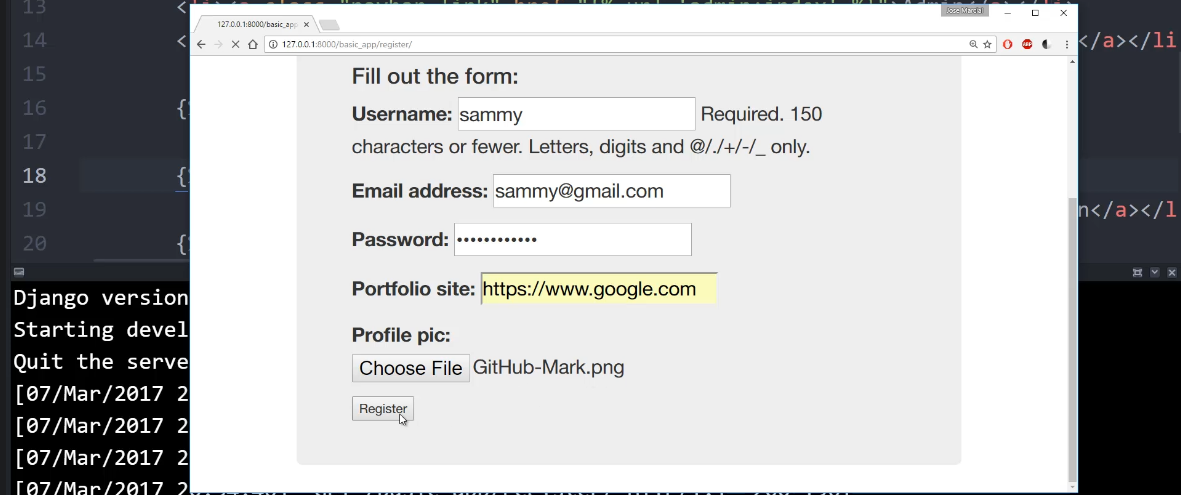 13
14 </a></li
15
16 {
17
18 {
19 n</a></l
20 {
Jose Marcial
127.0.0.1:8000/basic_app
127.0.0.1:8000/basic_app/register/
ABP
Fill out the form:
Username: sammy Required. 150
characters or fewer. Letters, digits and @/./+/-/_ only.
Email address: sammy@gmail.com
Password: ••••••••••••
Portfolio site: https://www.google.com
Profile pic:
Choose File GitHub-Mark.png
Register
Django version
Starting devel
Quit the serve
[07/Mar/2017 2
[07/Mar/2017 2
[07/Mar/2017 2
[07/Mar/2017 2